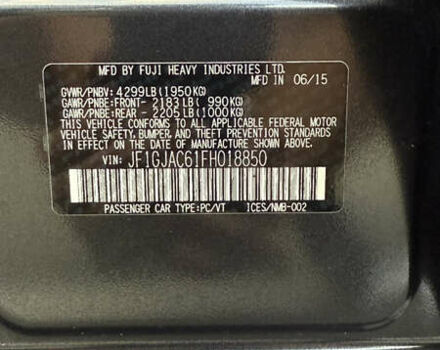 MFD BY FUJI HEAVY INDUSTRIES LTD.
MFD IN 06/15
GVWR/PNBV: 4299LB(1950KG)
GAWR/PNBE:FRONT- 2183LB( 990KG)
GAWR/PNBE:REAR - 2205LB(1000KG)
THIS VEHICLE CONFORMS TO ALL APPLICABLE FEDERAL MOTOR
VEHICLE SAFETY, BUMPER, AND THEFT PREVENTION STANDARDS
IN EFFECT ON THE DATE OF MANUFACTURE SHOWN ABOVE.
VIN: JF1GJAC61FH018850
PASSENGER CAR TYPE:PC/VT ICES/NMB-002